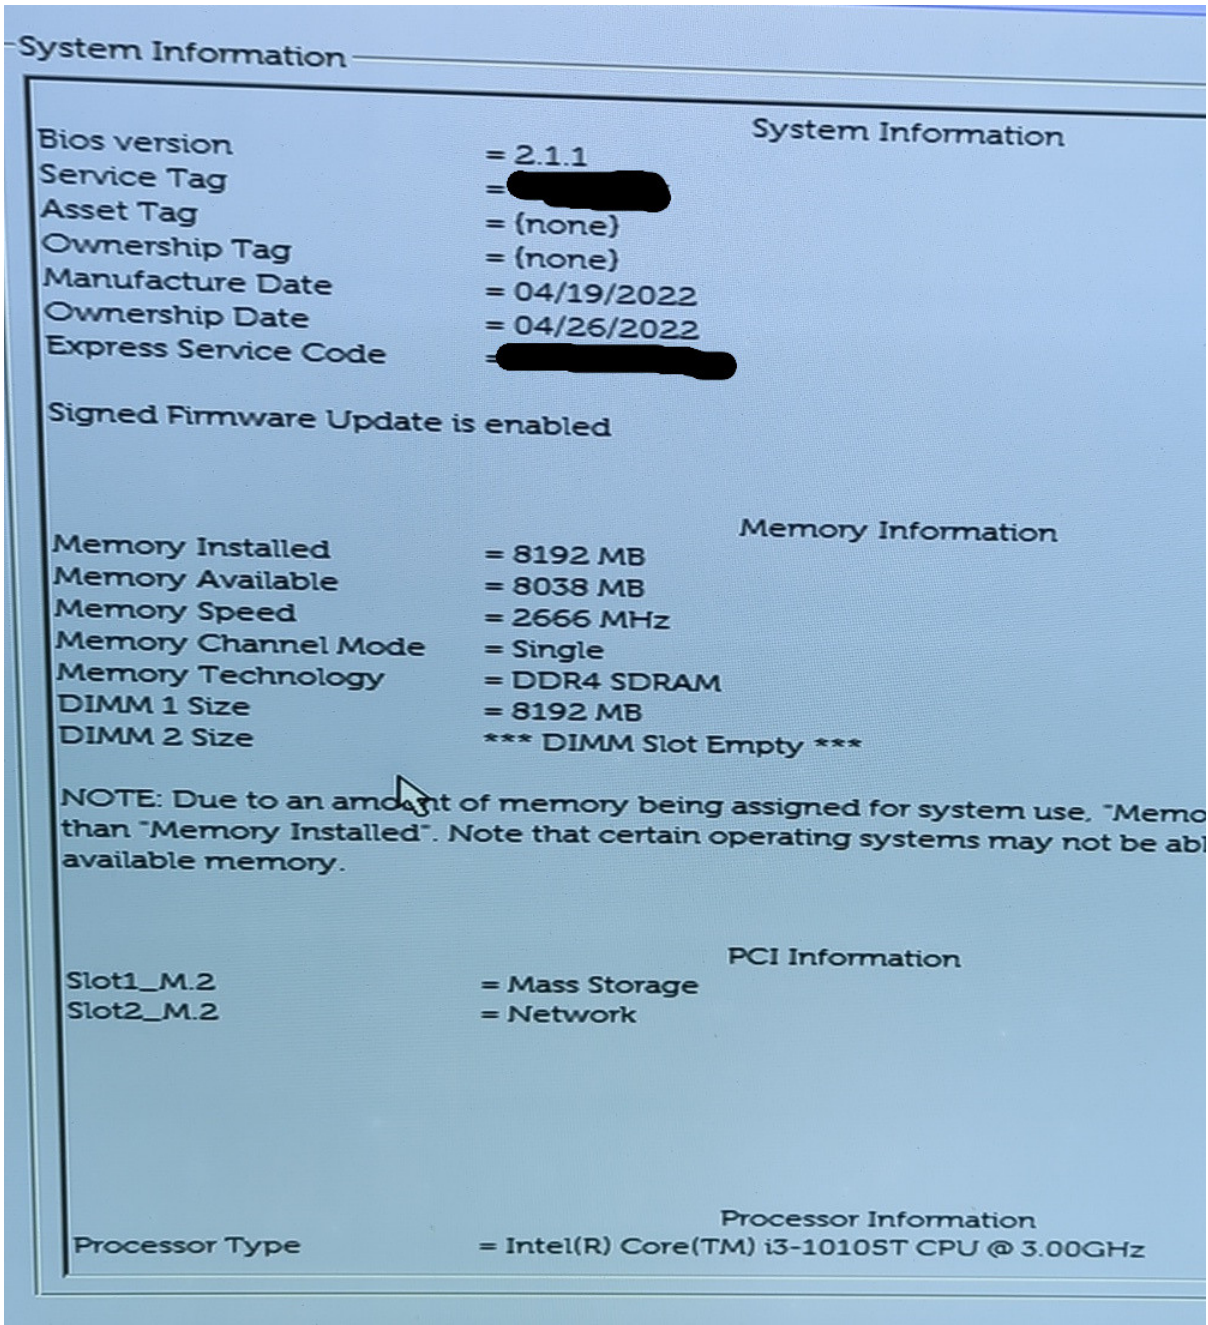 System Information
System Information
Bios version = 2.1.1
Service Tag =
Asset Tag = {none}
Ownership Tag = {none}
Manufacture Date = 04/19/2022
Ownership Date = 04/26/2022
Express Service Code =
Signed Firmware Update is enabled
Memory Information
Memory Installed = 8192 MB
Memory Available = 8038 MB
Memory Speed = 2666 MHz
Memory Channel Mode = Single
Memory Technology = DDR4 SDRAM
DIMM 1 Size = 8192 MB
DIMM 2 Size *** DIMM Slot Empty ***
NOTE: Due to an amount of memory being assigned for system use, "Memo
than "Memory Installed". Note that certain operating systems may not be abl
available memory.
PCI Information
Slot1_M.2 = Mass Storage
Slot2_M.2 = Network
Processor Information
Processor Type = Intel(R) Core(TM) i3-10105T CPU @ 3.00GHz